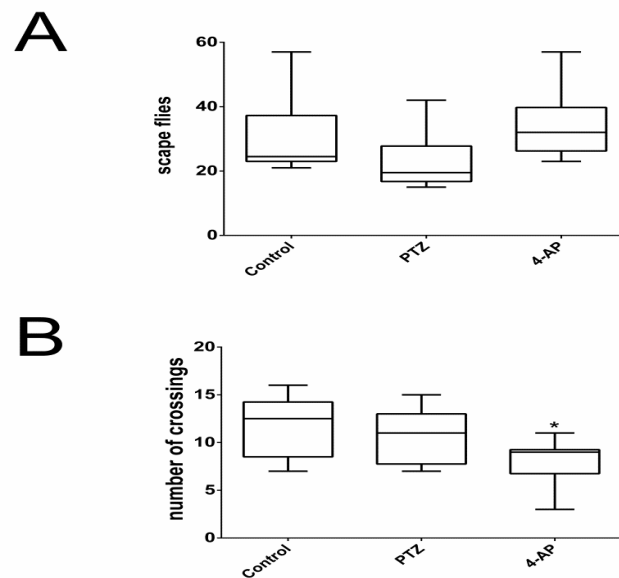 A
60
40
20
0
scape flies
Control
PTZ
4-AP
B
20
15
10
5
0
number of crossings
*
Control
PTZ
4-AP